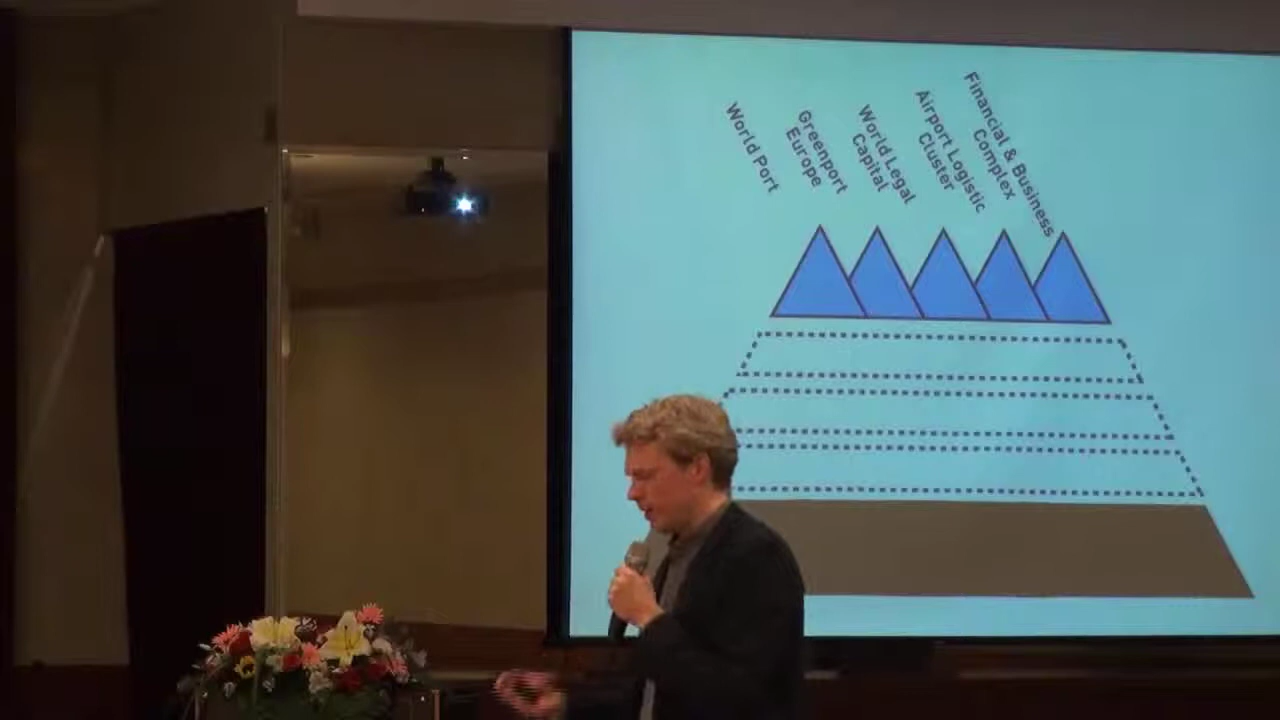 World Port
Greenport
Europe
World Legal
Capital
Airport Logistic
Cluster
Financial & Business
Complex